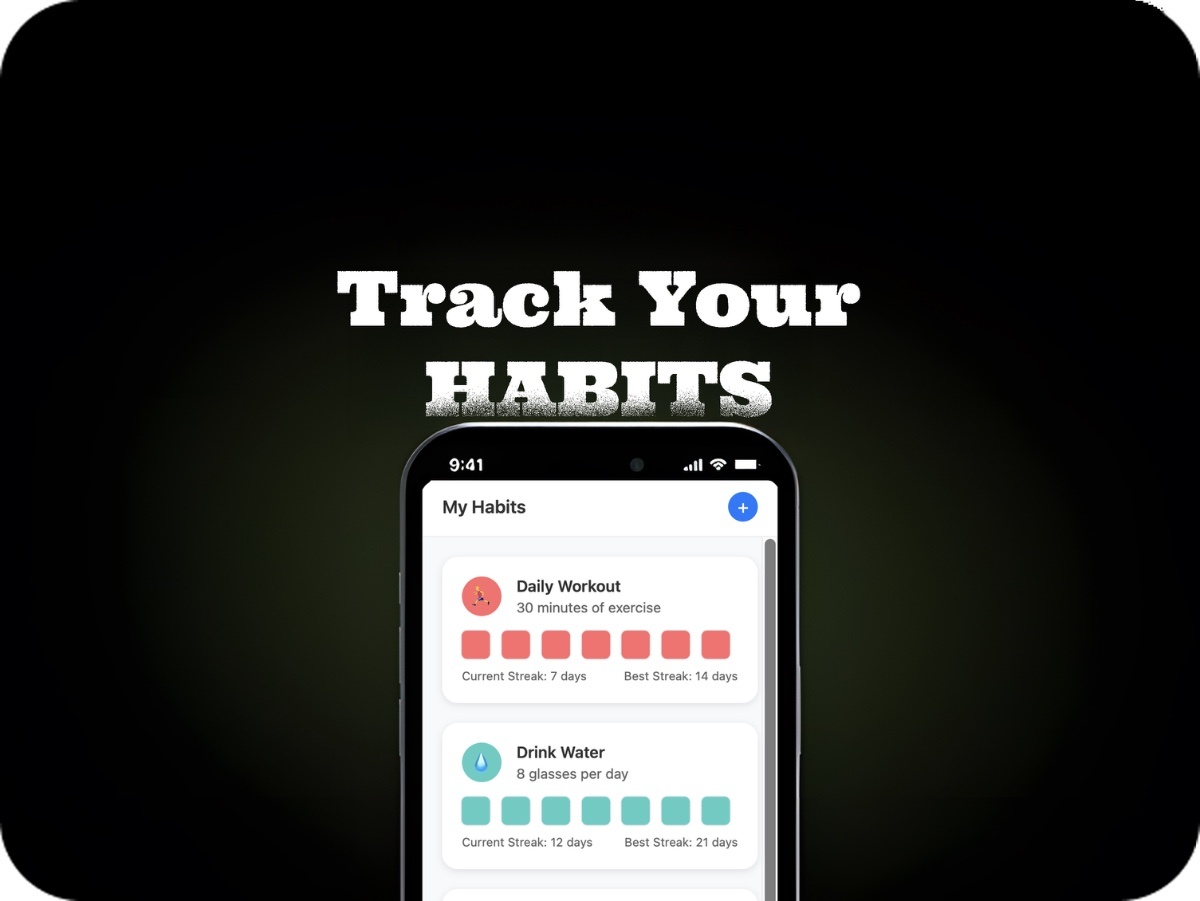 Track Your
HABITS
9:41
My Habits
+
Daily Workout
30 minutes of exercise
Current Streak: 7 days
Best Streak: 14 days
Drink Water
8 glasses per day
Current Streak: 12 days
Best Streak: 21 days